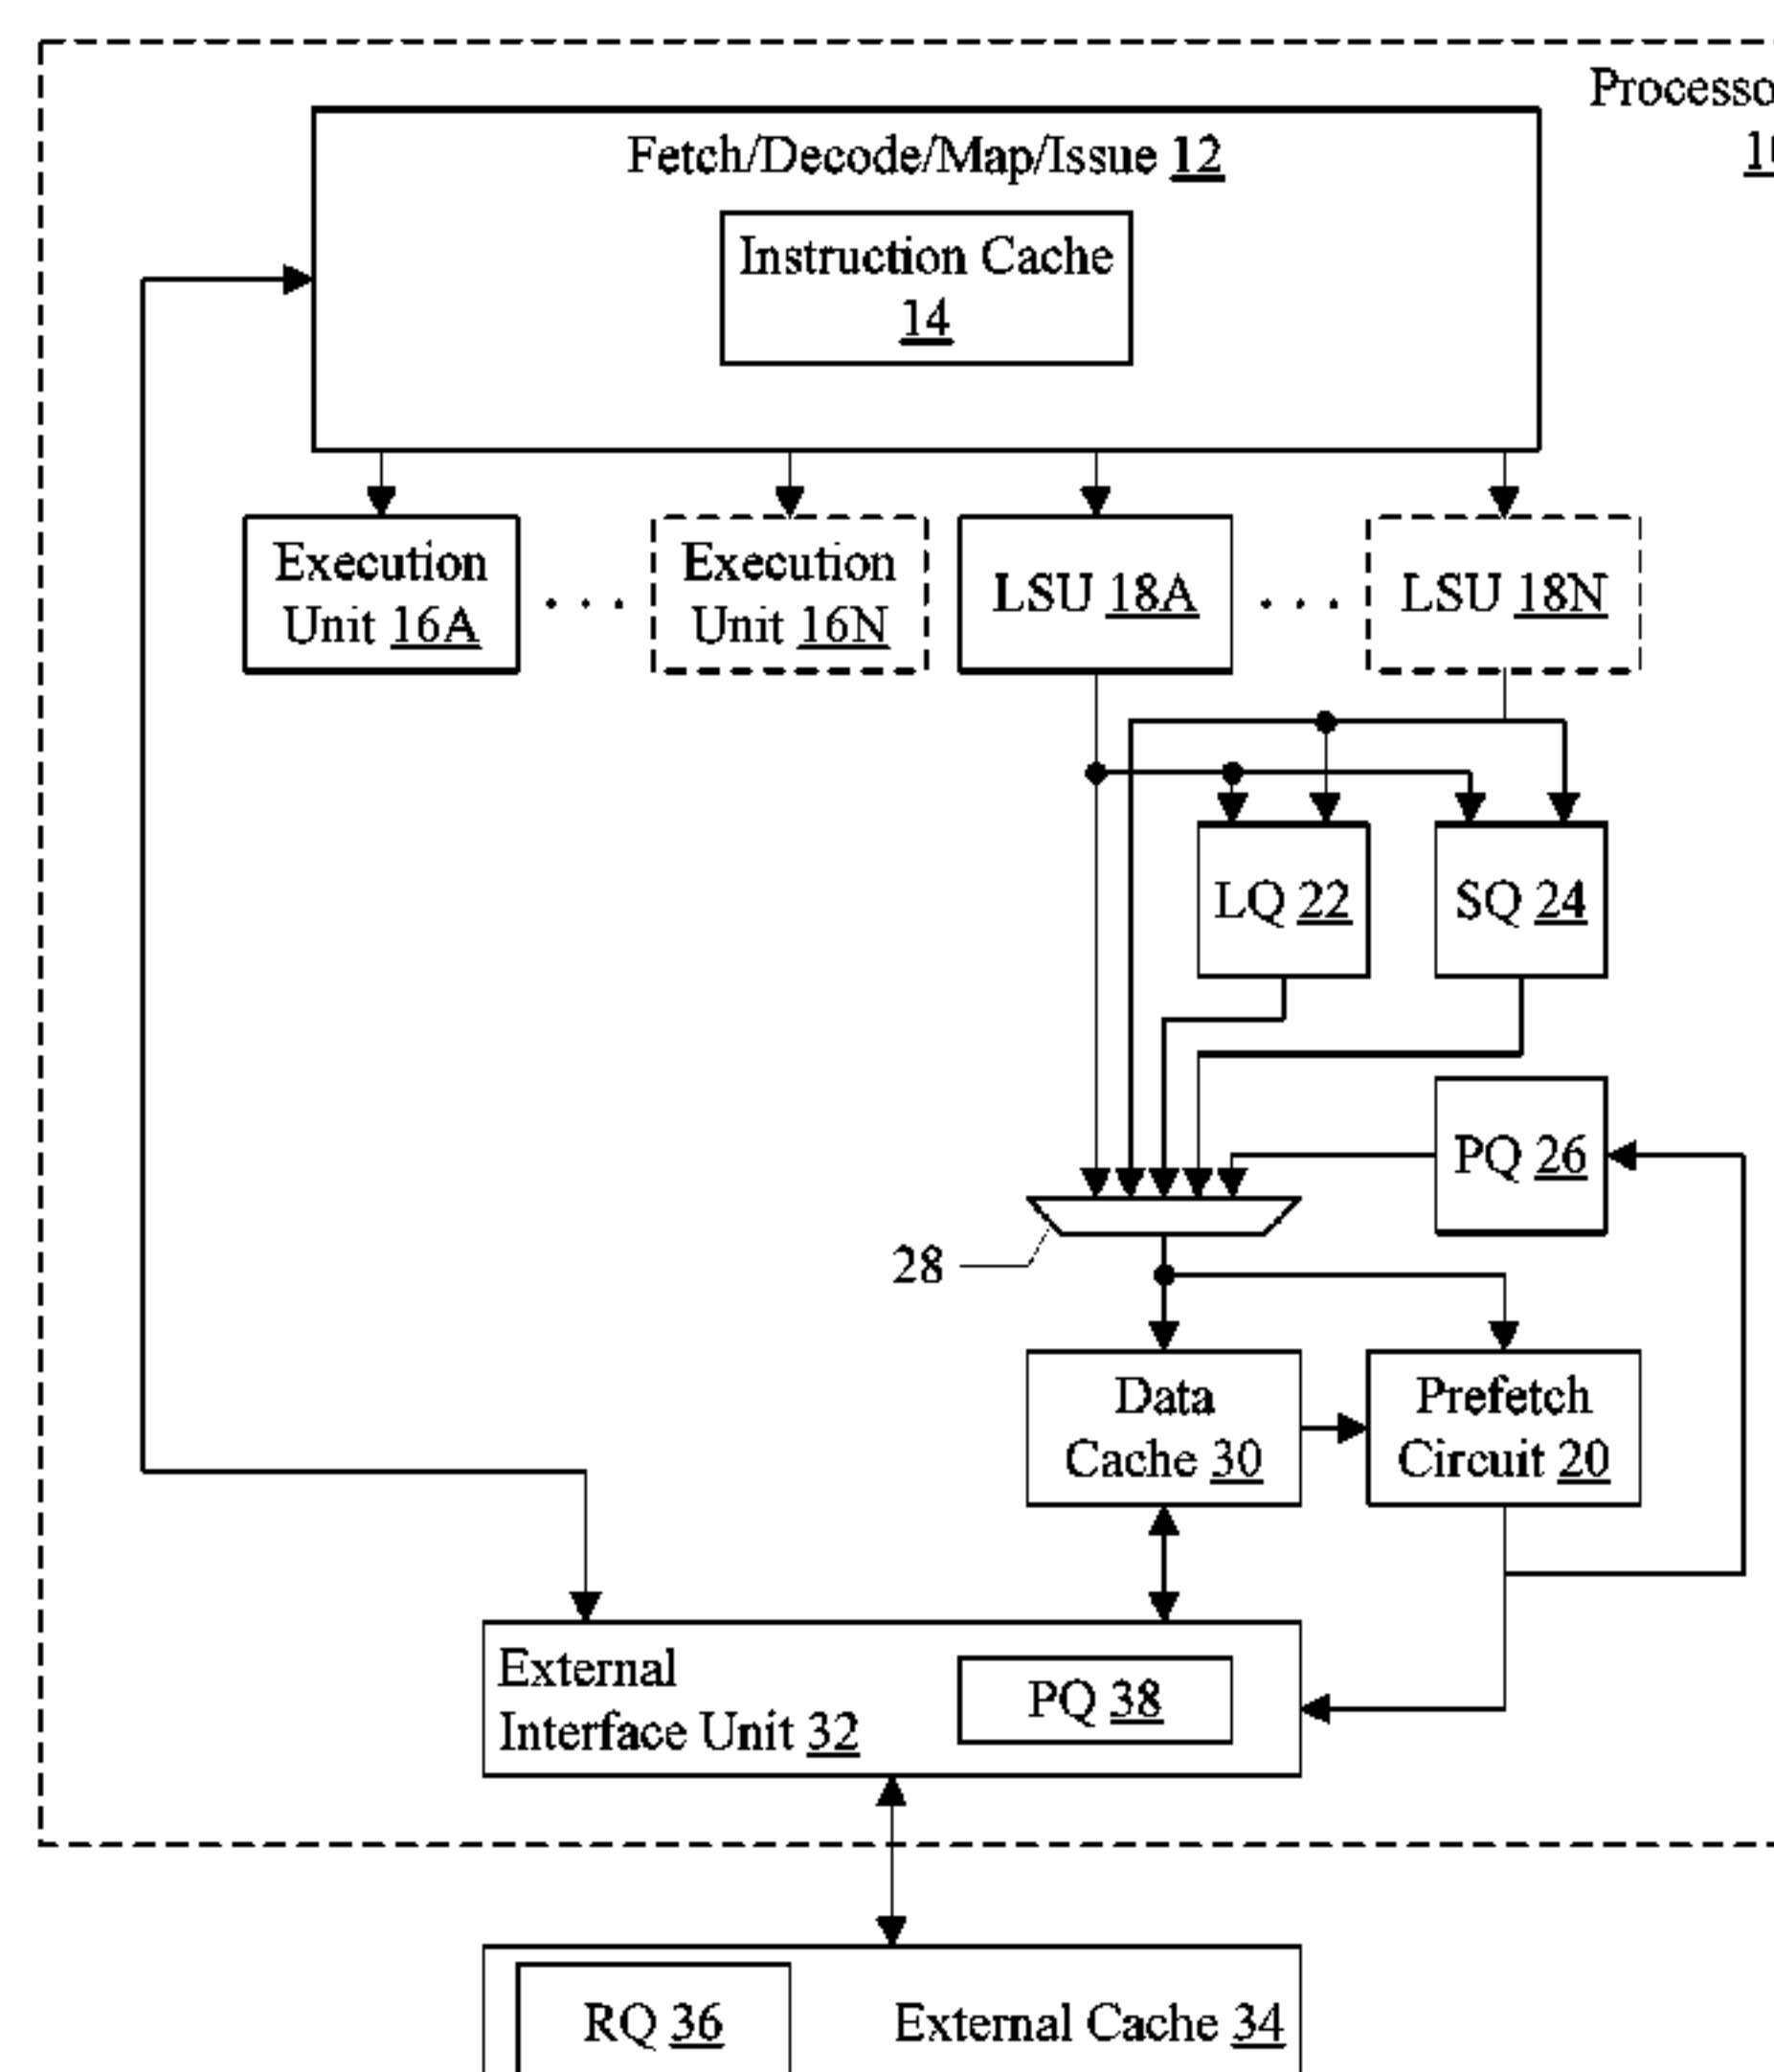 Processo
Fetch/Decode/Map/Issue 12
Instruction Cache
14
Execution
Unit 16A
. . .
Execution
Unit 16N
LSU 18A
. . .
LSU 18N
LQ 22
SQ 24
PQ 26
28
Data
Cache 30
Prefetch
Circuit 20
External
Interface Unit 32
PQ 38
RQ 36
External Cache 34